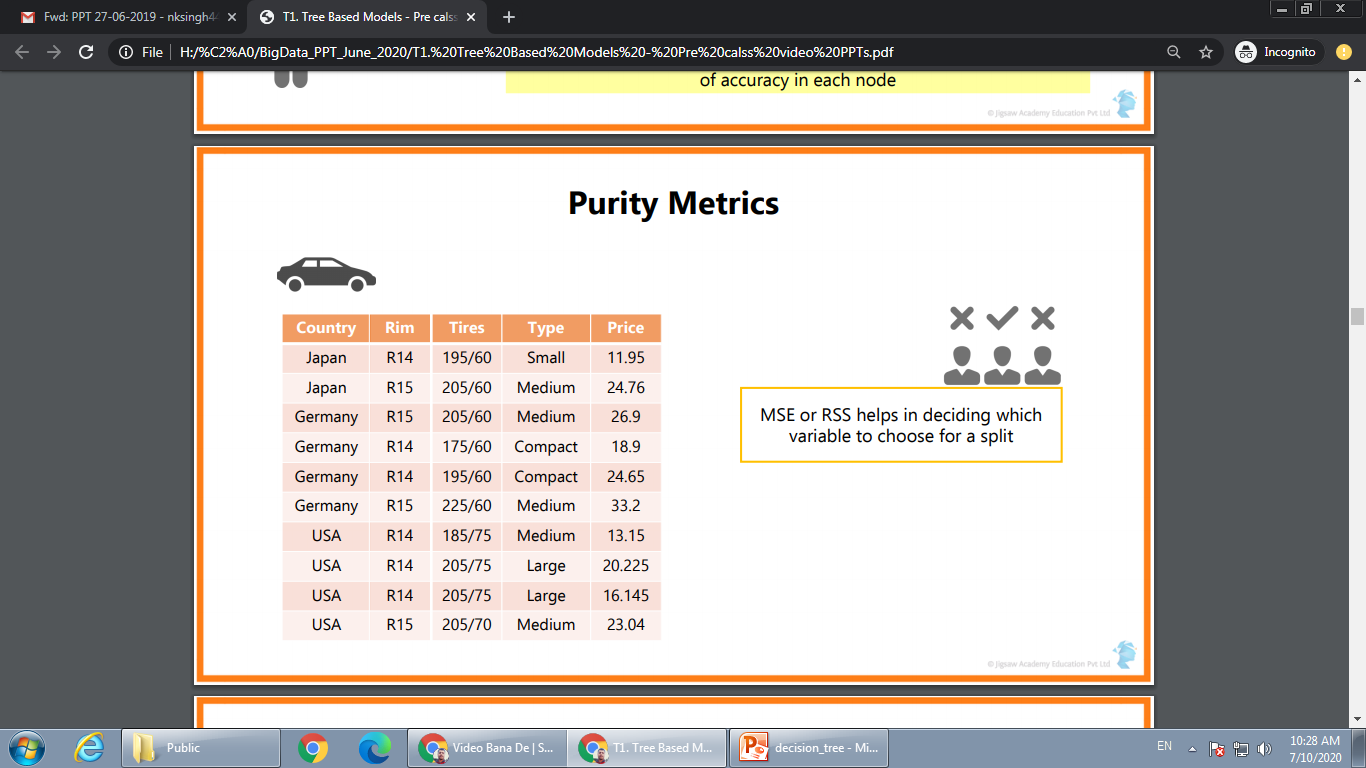 Fwd: PPT 27-06-2019 - nksingh44
T1. Tree Based Models - Pre calss
File
H:/%C2%A0/BigData_PPT_June_2020/T1.%20Tree%20Based%20Models%20-%20Pre%20calss%20video%20PPTs.pdf
Incognito
of accuracy in each node
© Jigsaw Academy Education Pvt Ltd
Purity Metrics
Country Rim Tires Type Price
Japan R14 195/60 Small 11.95
Japan R15 205/60 Medium 24.76
Germany R15 205/60 Medium 26.9
Germany R14 175/60 Compact 18.9
Germany R14 195/60 Compact 24.65
Germany R15 225/60 Medium 33.2
USA R14 185/75 Medium 13.15
USA R14 205/75 Large 20.225
USA R14 205/75 Large 16.145
USA R15 205/70 Medium 23.04
MSE or RSS helps in deciding which
variable to choose for a split
© Jigsaw Academy Education Pvt Ltd
Public
Video Bana De | S...
T1. Tree Based M...
decision_tree - Mi...
EN
10:28 AM
7/10/2020